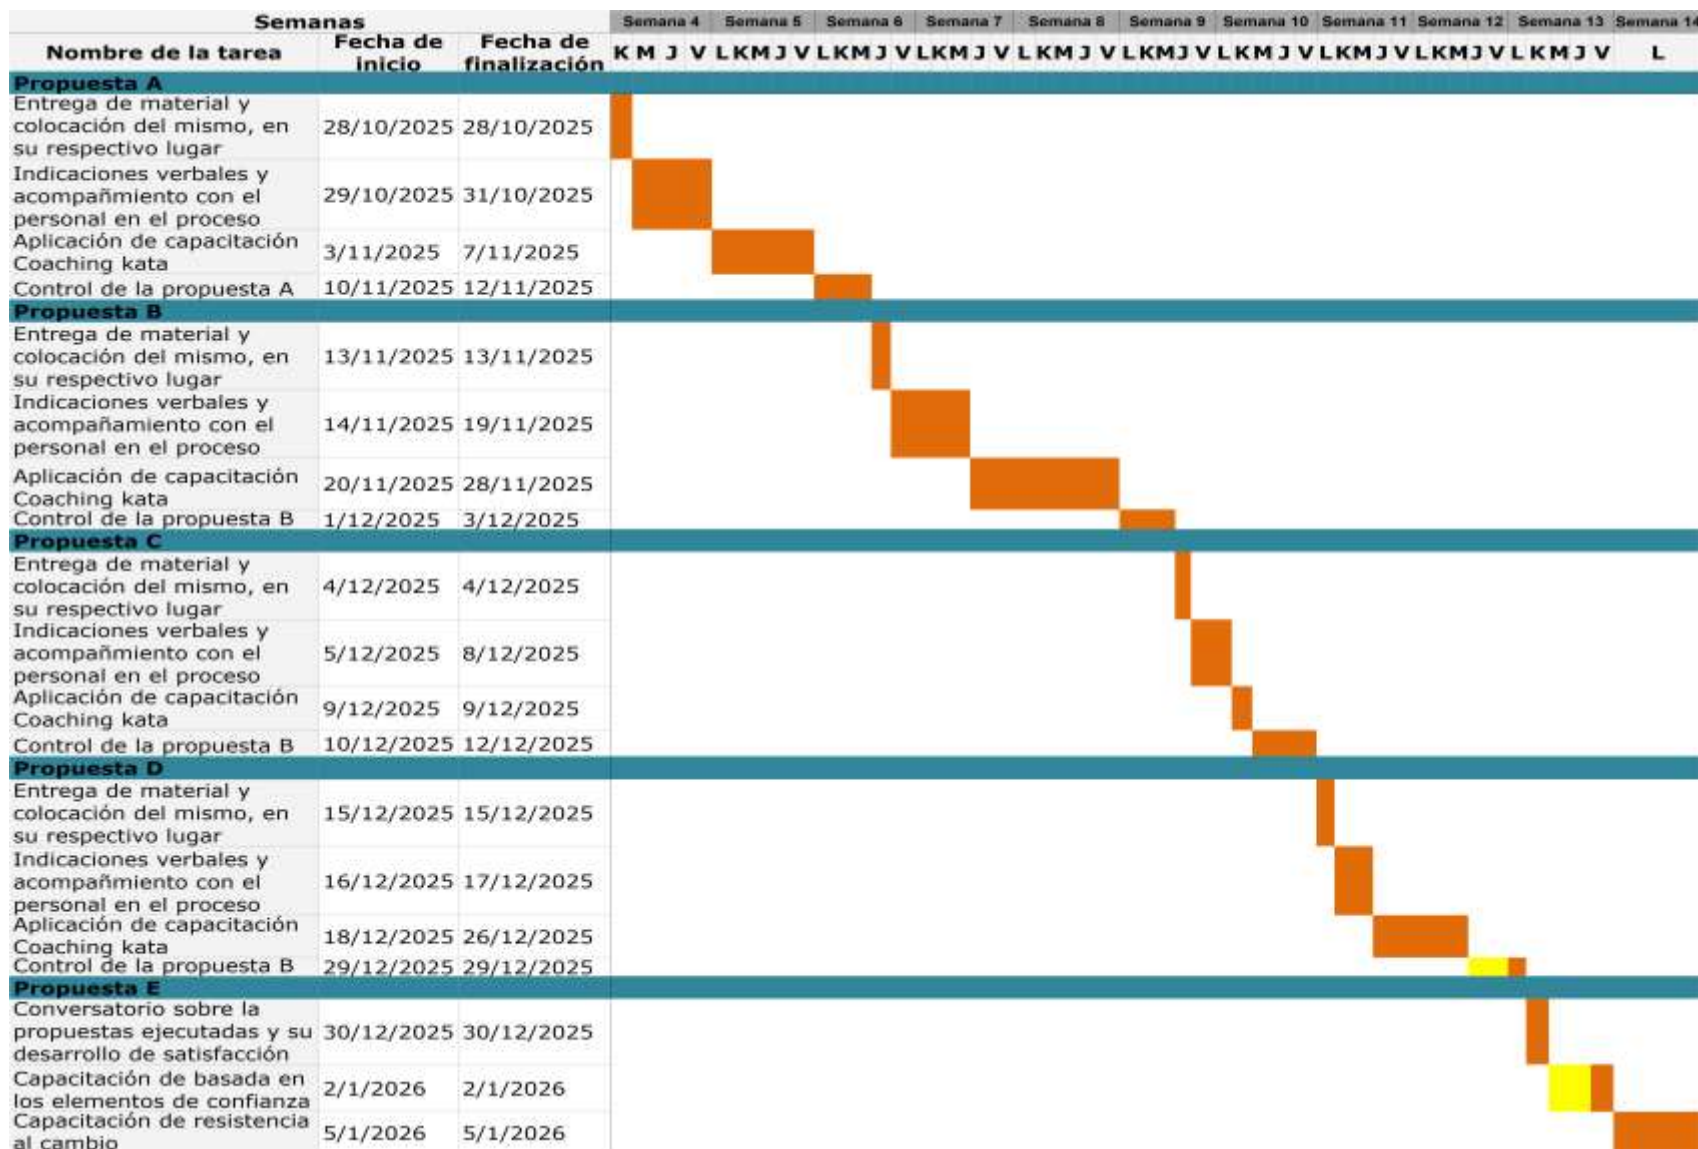 Semanas Semana 4 Semana 5 Semana 6 Semana 7 Semana 8 Semana 9 Semana 10 Semana 11 Semana 12 Semana 13 Semana 14
Nombre de la tarea Fecha de inicio Fecha de finalización K M J V L K M J V L K M J V L K M J V L K M J V L K M J V L K M J V L K M J V L K M J V L K M J V L
Propuesta A
Entrega de material y
colocación del mismo, en
su respectivo lugar
28/10/2025 28/10/2025
Indicaciones verbales y
acompañmiento con el
personal en el proceso
29/10/2025 31/10/2025
Aplicación de capacitación
Coaching kata
3/11/2025 7/11/2025
Control de la propuesta A 10/11/2025 12/11/2025
Propuesta B
Entrega de material y
colocación del mismo, en
su respectivo lugar
13/11/2025 13/11/2025
Indicaciones verbales y
acompañamiento con el
personal en el proceso
14/11/2025 19/11/2025
Aplicación de capacitación
Coaching kata
20/11/2025 28/11/2025
Control de la propuesta B 1/12/2025 3/12/2025
Propuesta C
Entrega de material y
colocación del mismo, en
su respectivo lugar
4/12/2025 4/12/2025
Indicaciones verbales y
acompañmiento con el
personal en el proceso
5/12/2025 8/12/2025
Aplicación de capacitación
Coaching kata
9/12/2025 9/12/2025
Control de la propuesta B 10/12/2025 12/12/2025
Propuesta D
Entrega de material y
colocación del mismo, en
su respectivo lugar
15/12/2025 15/12/2025
Indicaciones verbales y
acompañmiento con el
personal en el proceso
16/12/2025 17/12/2025
Aplicación de capacitación
Coaching kata
18/12/2025 26/12/2025
Control de la propuesta B 29/12/2025 29/12/2025
Propuesta E
Conversatorio sobre la
propuestas ejecutadas y su
desarrollo de satisfacción
30/12/2025 30/12/2025
Capacitación de basada en
los elementos de confianza
2/1/2026 2/1/2026
Capacitación de resistencia
al cambio
5/1/2026 5/1/2026